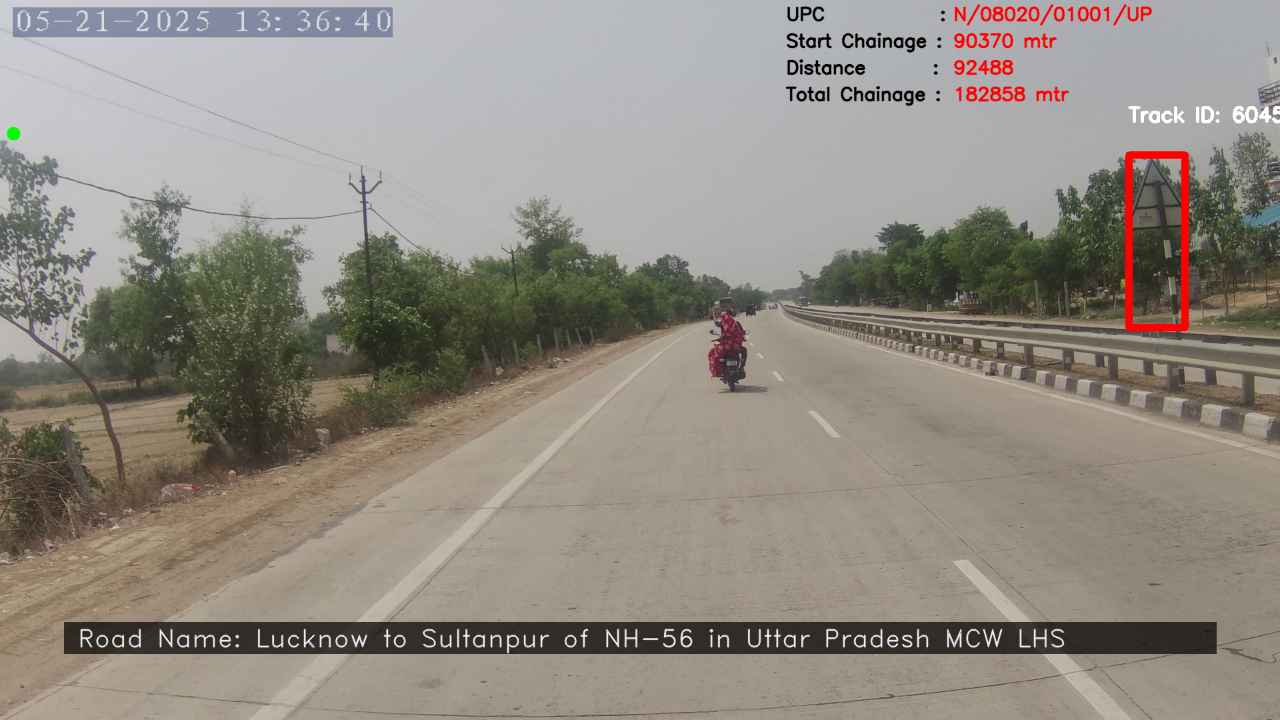 05-21-2025 13:36:40
UPC : N/08020/01001/UP
Start Chainage : 90370 mtr
Distance : 92488
Total Chainage : 182858 mtr
Track ID: 6045
Road Name: Lucknow to Sultanpur of NH-56 in Uttar Pradesh MCW LHS